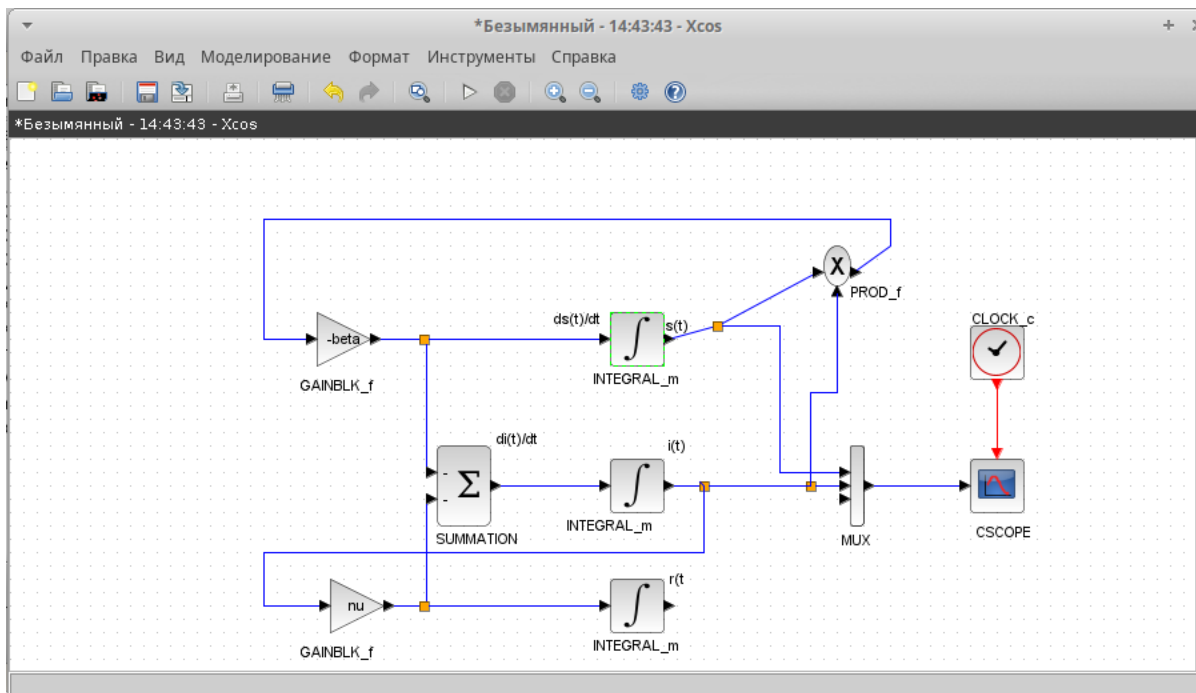 *Безымянный - 14:43:43 - Xcos
Файл Правка Вид Моделирование Формат Инструменты Справка
*Безымянный - 14:43:43 - Xcos
X
PROD_f
ds(t)/dt
s(t)
CLOCK_c
-beta
∫
GAINBLK_f
INTEGRAL_m
di(t)/dt
i(t)
-
Σ
-
∫
SUMMATION
INTEGRAL_m
MUX
CSCOPE
r(t
nu
∫
GAINBLK_f
INTEGRAL_m